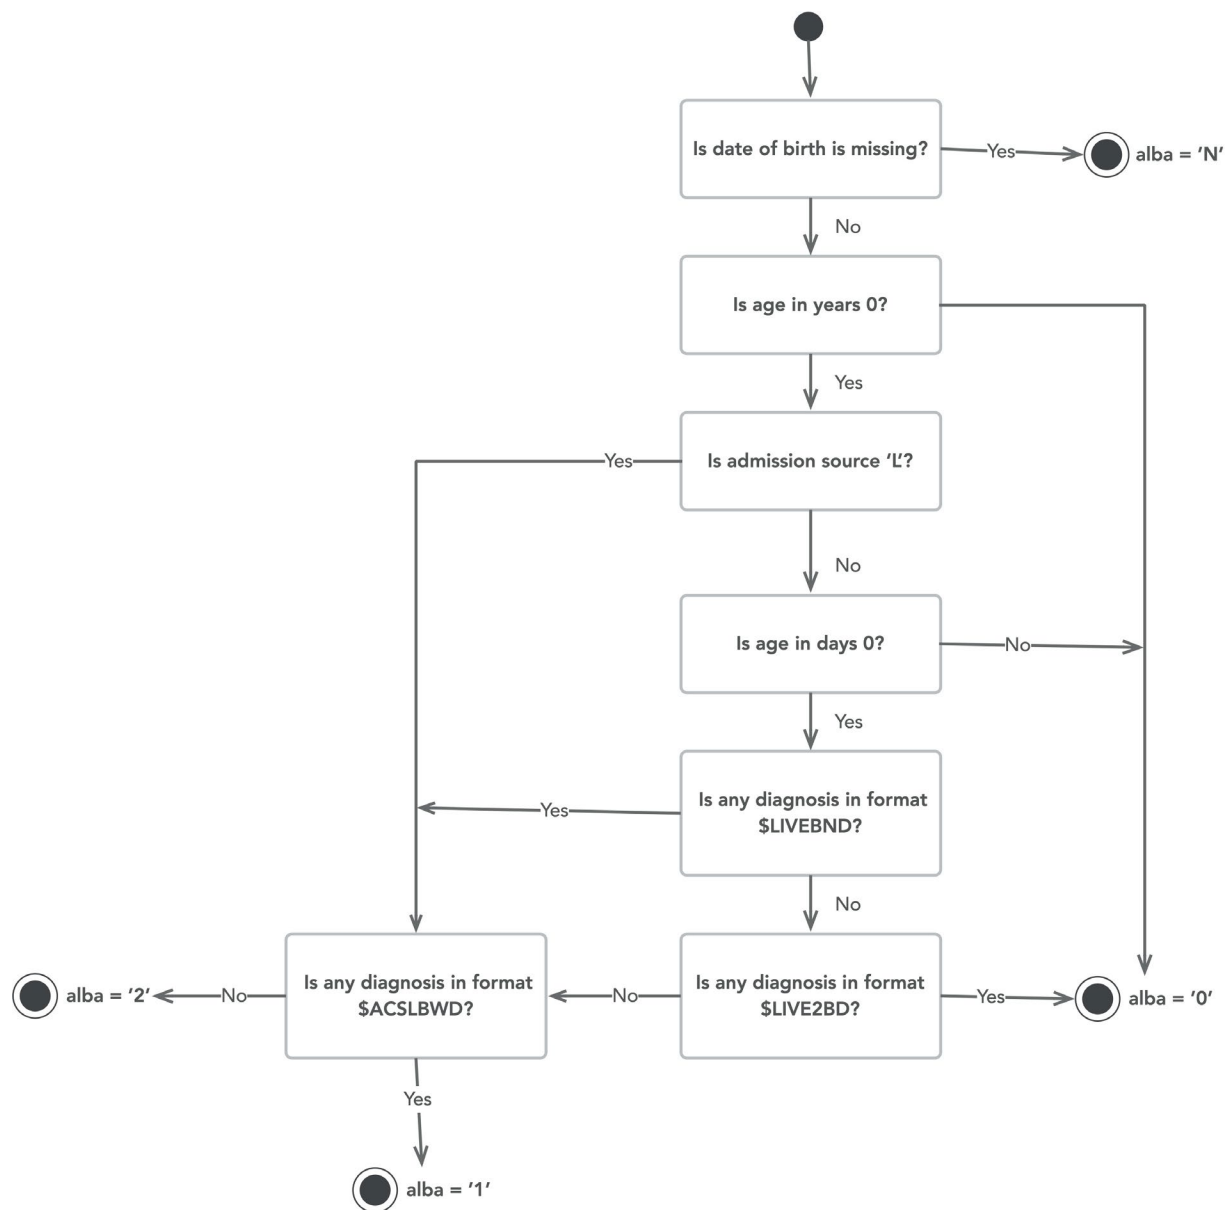 Is date of birth is missing?
Yes
alba = 'N'
No
Is age in years 0?
Yes
Is admission source 'L'?
Yes
No
Is age in days 0?
No
Yes
Is any diagnosis in format
$LIVEBND?
Yes
No
Is any diagnosis in format
$LIVE2BD?
Yes
alba = '0'
No
Is any diagnosis in format
$ACSLBWD?
No
alba = '2'
Yes
alba = '1'